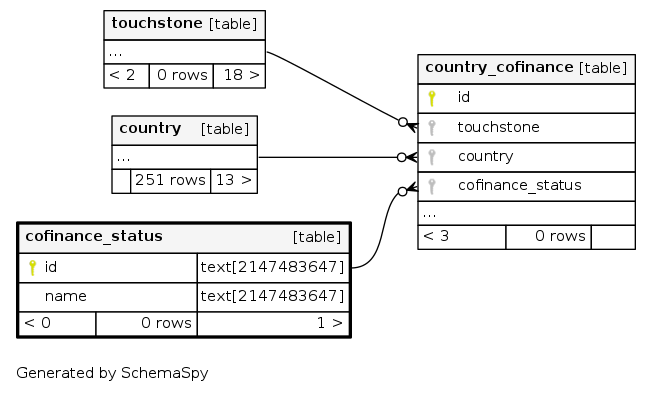 touchstone [table]
...
< 2 0 rows 18 >
country [table]
...
251 rows 13 >
cofinance_status [table]
id text[2147483647]
name text[2147483647]
< 0 0 rows 1 >
country_cofinance [table]
id
touchstone
country
cofinance_status
...
< 3 0 rows
Generated by SchemaSpy